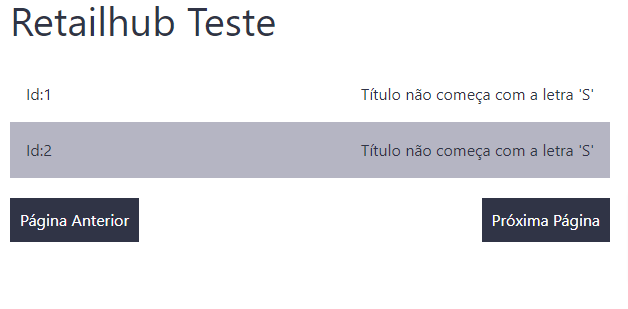 Retailhub Teste
Id:1 Título não começa com a letra 'S'
Id:2 Título não começa com a letra 'S'
Página Anterior Próxima Página